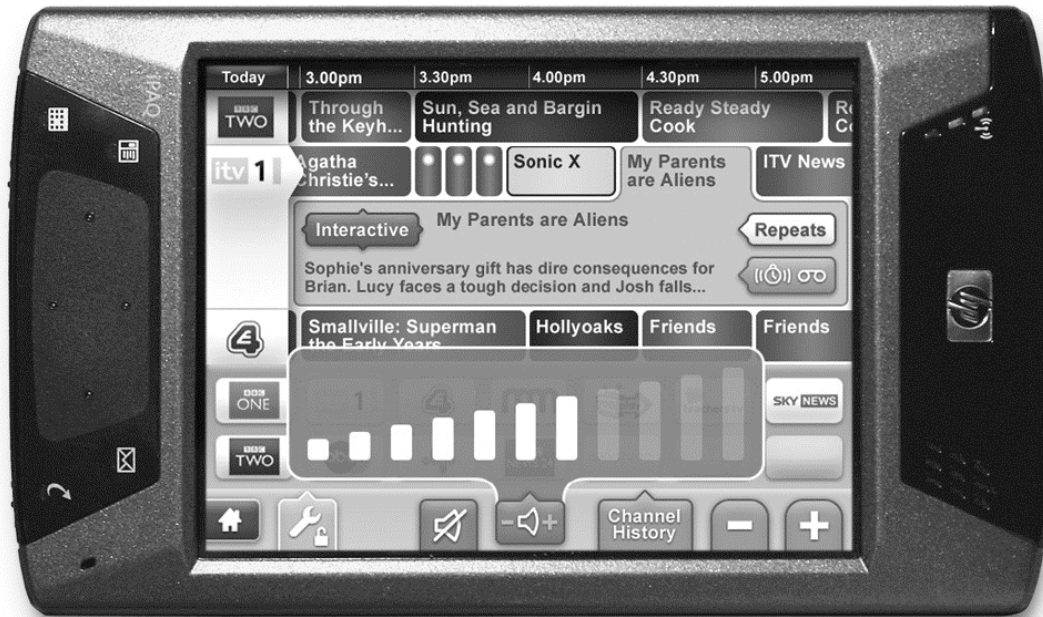 iPAQ
Today 3.00pm 3.30pm 4.00pm 4.30pm 5.00pm
BBC
TWO
Through
the Keyh...
Sun, Sea and Bargin
Hunting
Ready Steady
Cook
itv 1
Agatha
Christie's...
Sonic X
My Parents
are Aliens
ITV News
Interactive
My Parents are Aliens
Repeats
Sophie's anniversary gift has dire consequences for
Brian. Lucy faces a tough decision and Josh falls...
hp
E4
Smallville: Superman
the Early Years
Hollyoaks
Friends
Friends
BBC
ONE
1
4
SKY NEWS
BBC
TWO
Channel
History